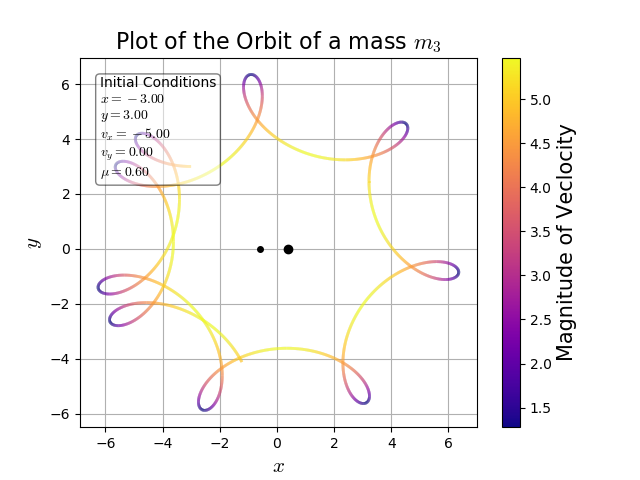 Plot of the Orbit of a mass m₃
Initial Conditions
x = −3.00
y = 3.00
vₓ = −5.00
v_y = 0.00
μ = 0.60
6
4
2
0
−2
−4
−6
y
−6 −4 −2 0 2 4 6
x
5.0
4.5
4.0
3.5
3.0
2.5
2.0
1.5
Magnitude of Veclocity